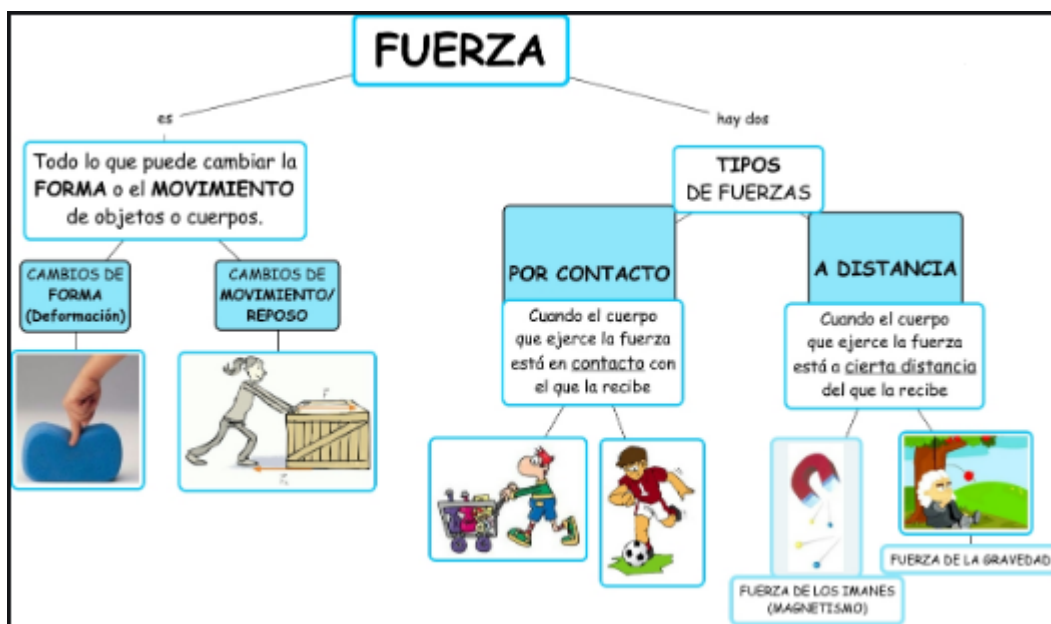 FUERZA
es
hay dos
Todo lo que puede cambiar la
FORMA o el MOVIMIENTO
de objetos o cuerpos.
CAMBIOS DE
FORMA
(Deformación)
CAMBIOS DE
MOVIMIENTO/
REPOSO
TIPOS
DE FUERZAS
POR CONTACTO
Cuando el cuerpo
que ejerce la fuerza
está en contacto con
el que la recibe
A DISTANCIA
Cuando el cuerpo
que ejerce la fuerza
está a cierta distancia
del que la recibe
FUERZA DE LOS IMANES
(MAGNETISMO)
FUERZA DE LA GRAVEDAD